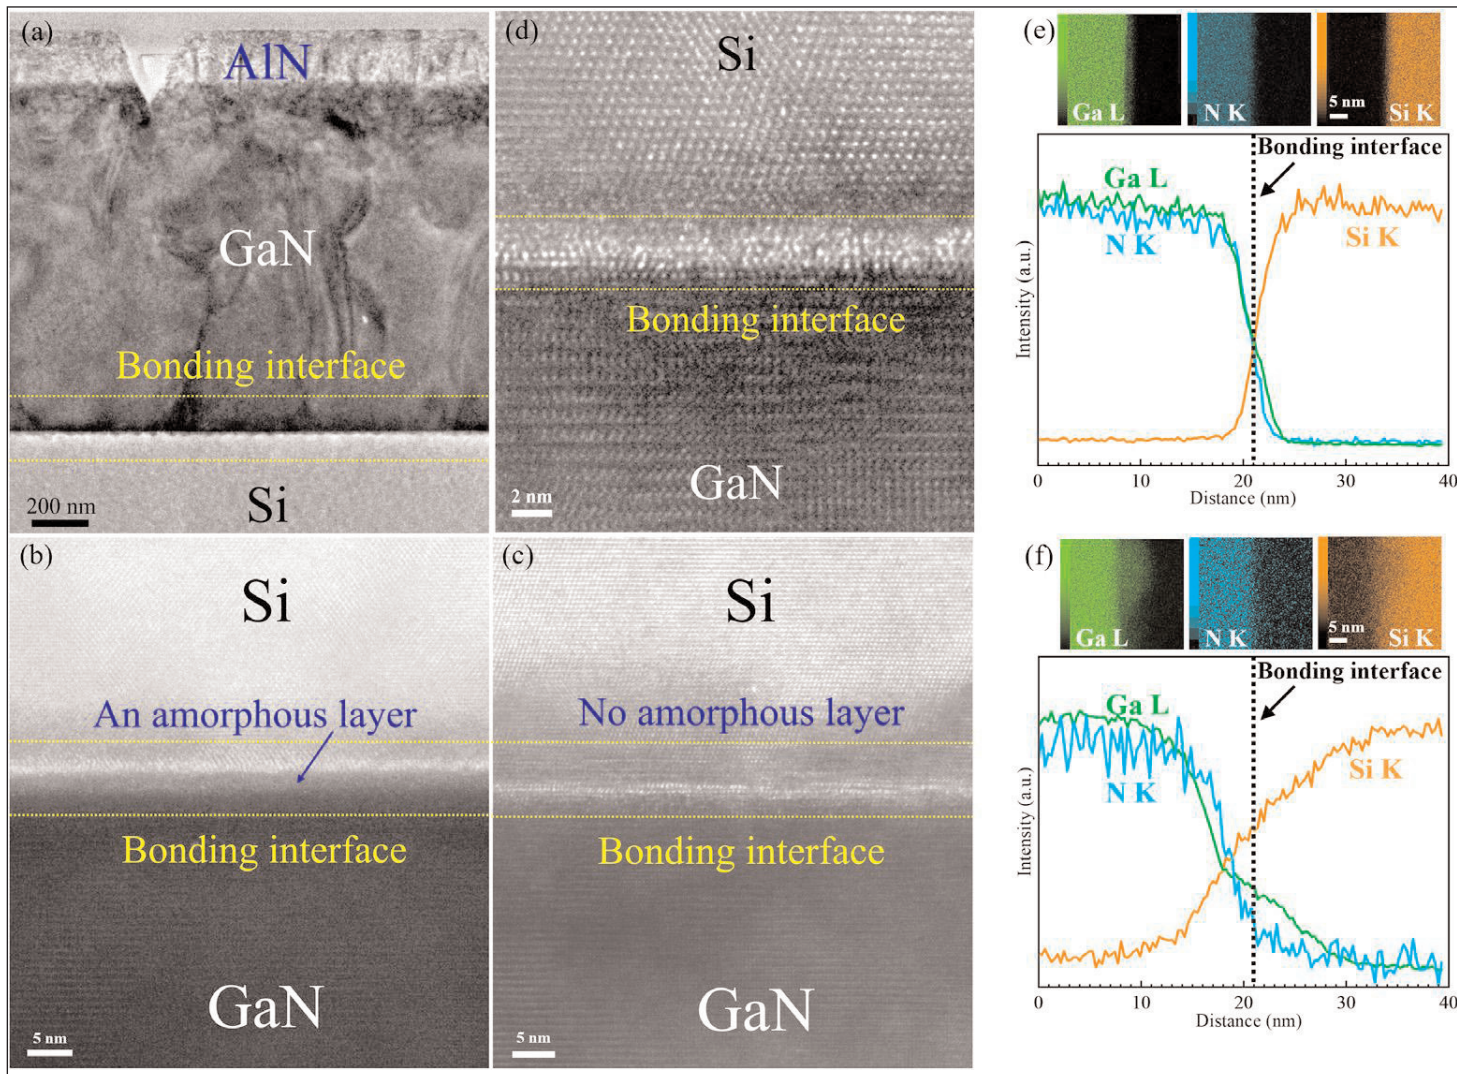 (a)
AlN
GaN
Bonding interface
200 nm
Si
(d)
Si
Bonding interface
2 nm
GaN
(b)
Si
An amorphous layer
Bonding interface
GaN
5 nm
(c)
Si
No amorphous layer
Bonding interface
GaN
5 nm
(e)
Ga L
N K
5 nm
Si K
Bonding interface
Ga L
N K
Si K
Intensity (a.u.)
0 10 20 30 40
Distance (nm)
(f)
Ga L
N K
5 nm
Si K
Bonding interface
Ga L
N K
Si K
Intensity (a.u.)
0 10 20 30 40
Distance (nm)